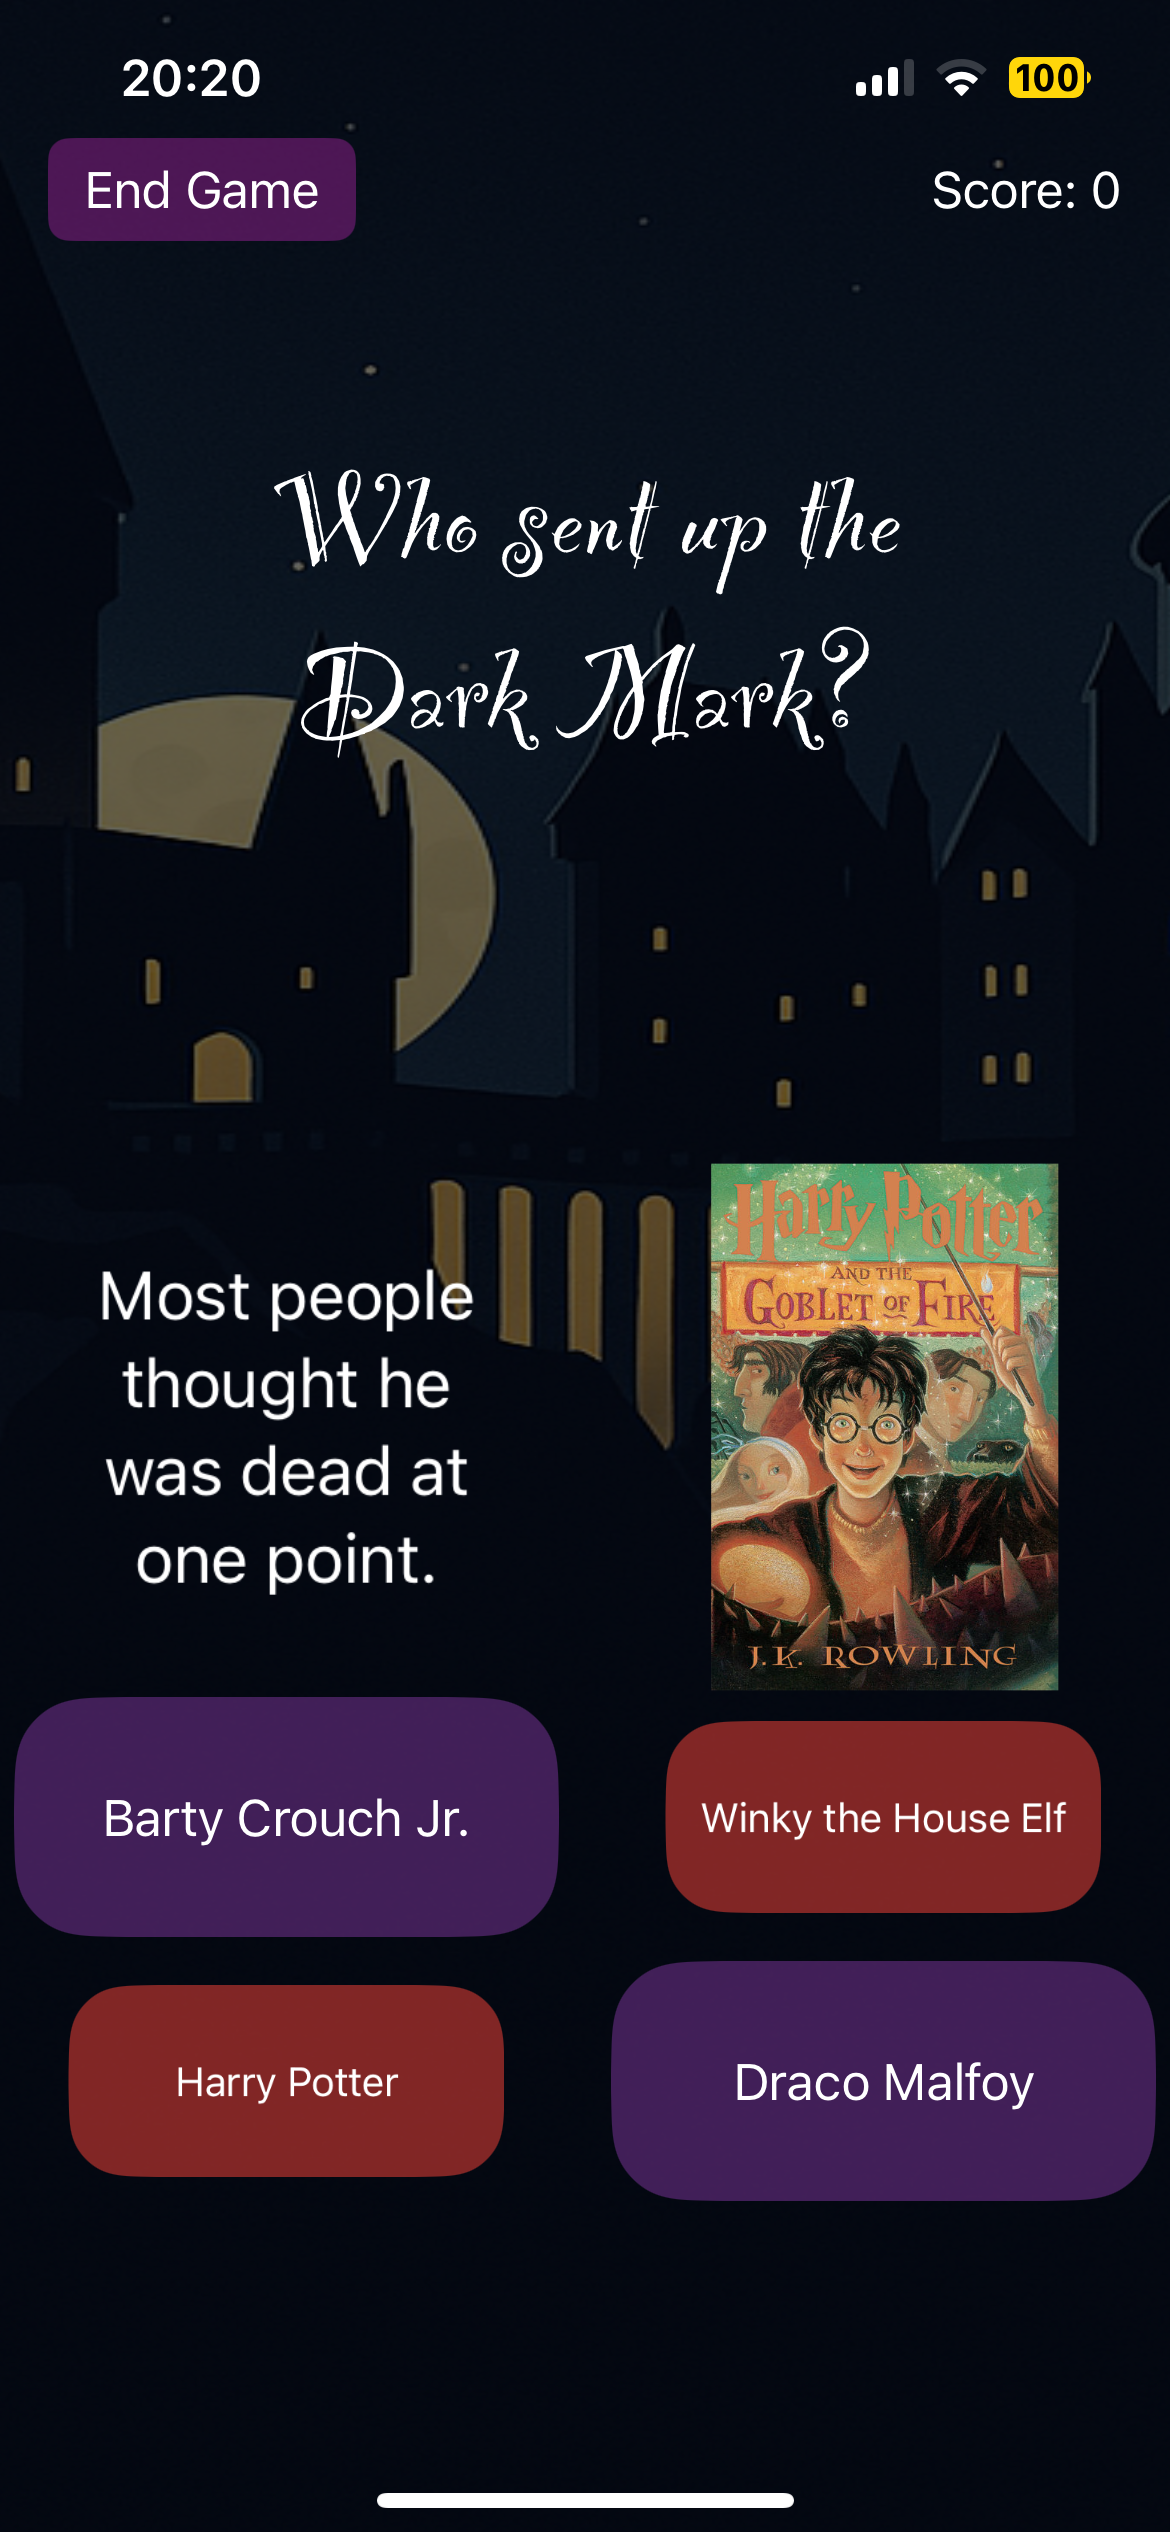 20:20
100
End Game
Score: 0
Who sent up the
Dark Mark?
Most people
thought he
was dead at
one point.
Harry Potter
AND THE
GOBLET OF FIRE
J.K. ROWLING
Barty Crouch Jr.
Winky the House Elf
Harry Potter
Draco Malfoy